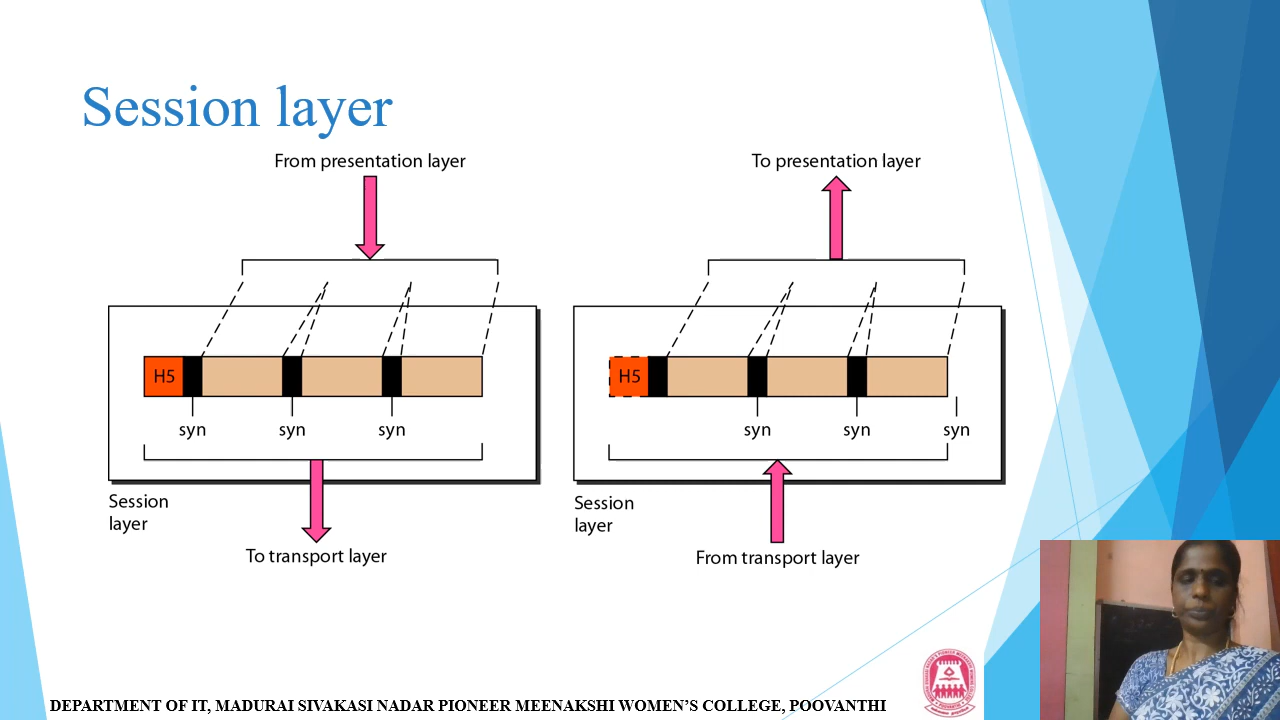 Session layer
From presentation layer
To presentation layer
H5
H5
syn
syn
syn
syn
syn
syn
Session
layer
Session
layer
To transport layer
From transport layer
DEPARTMENT OF IT, MADURAI SIVAKASI NADAR PIONEER MEENAKSHI WOMEN'S COLLEGE, POOVANTHI